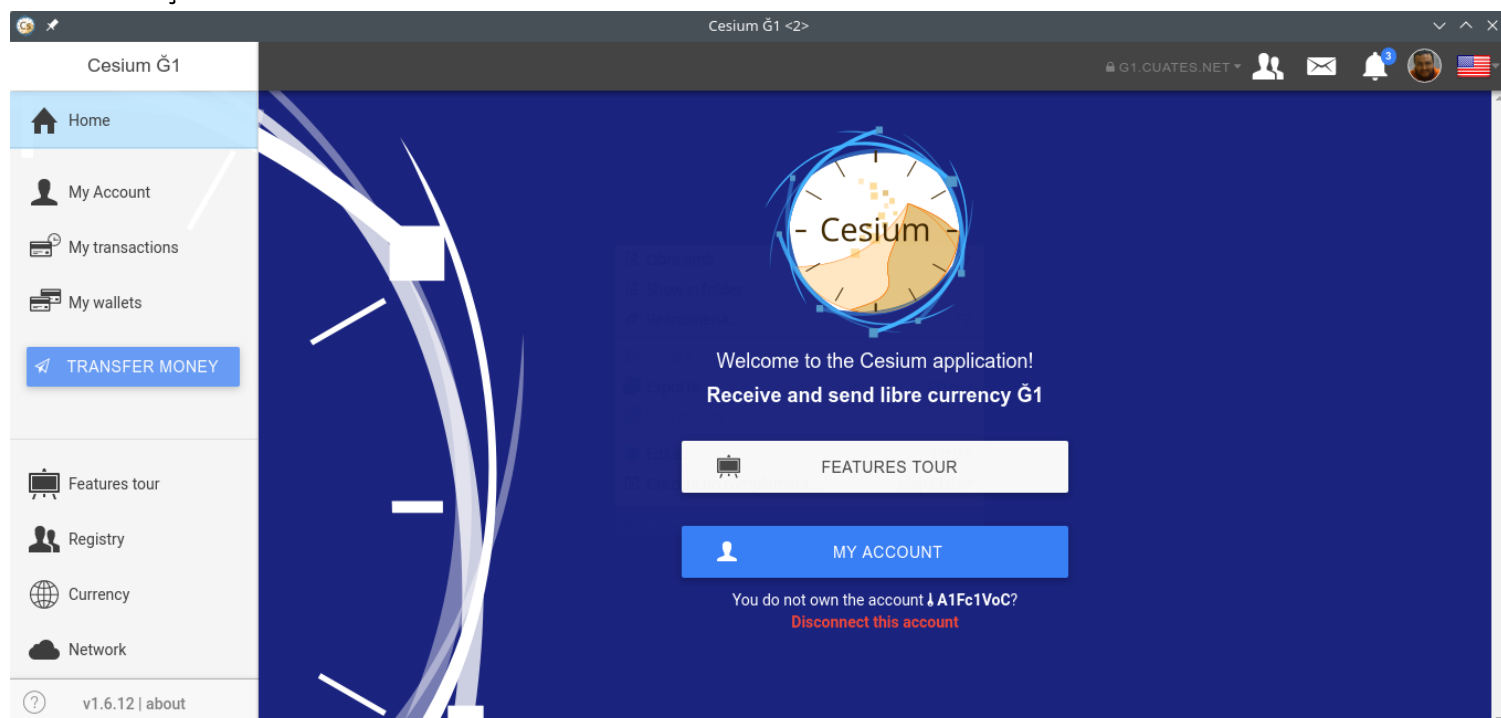 Cesium Ğ1 <2>
Cesium Ğ1
G1.CUATES.NET
3
Home
My Account
My transactions
My wallets
TRANSFER MONEY
Features tour
Registry
Currency
Network
v1.6.12 | about
Cesium
Welcome to the Cesium application!
Receive and send libre currency Ğ1
FEATURES TOUR
MY ACCOUNT
You do not own the account A1Fc1VoC?
Disconnect this account